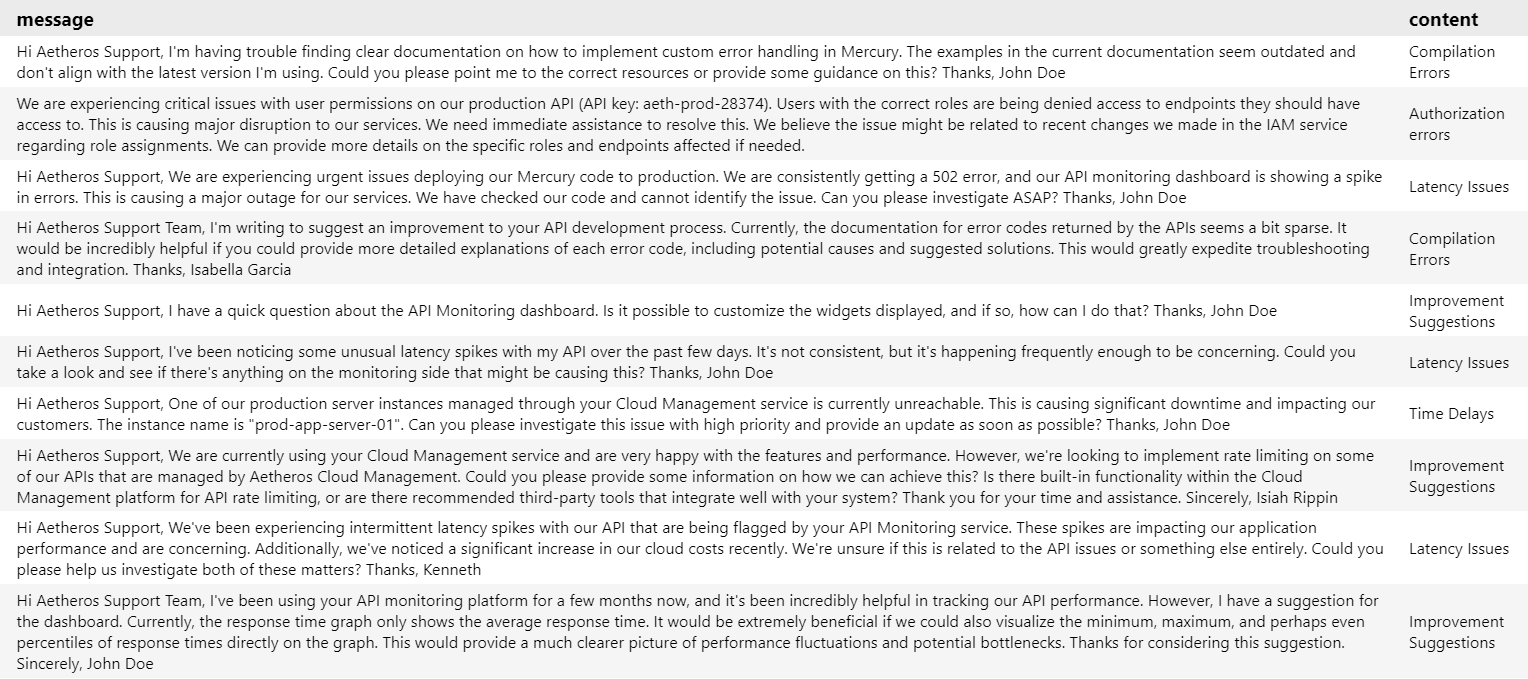 message content
Hi Aetheros Support, I'm having trouble finding clear documentation on how to implement custom error handling in Mercury. The examples in the current documentation seem outdated and
don't align with the latest version I'm using. Could you please point me to the correct resources or provide some guidance on this? Thanks, John Doe
Compilation
Errors
We are experiencing critical issues with user permissions on our production API (API key: aeth-prod-28374). Users with the correct roles are being denied access to endpoints they should have
access to. This is causing major disruption to our services. We need immediate assistance to resolve this. We believe the issue might be related to recent changes we made in the IAM service
regarding role assignments. We can provide more details on the specific roles and endpoints affected if needed.
Authorization
errors
Hi Aetheros Support, We are experiencing urgent issues deploying our Mercury code to production. We are consistently getting a 502 error, and our API monitoring dashboard is showing a spike
in errors. This is causing a major outage for our services. We have checked our code and cannot identify the issue. Can you please investigate ASAP? Thanks, John Doe
Latency Issues
Hi Aetheros Support Team, I'm writing to suggest an improvement to your API development process. Currently, the documentation for error codes returned by the APIs seems a bit sparse. It
would be incredibly helpful if you could provide more detailed explanations of each error code, including potential causes and suggested solutions. This would greatly expedite troubleshooting
and integration. Thanks, Isabella Garcia
Compilation
Errors
Hi Aetheros Support, I have a quick question about the API Monitoring dashboard. Is it possible to customize the widgets displayed, and if so, how can I do that? Thanks, John Doe
Improvement
Suggestions
Hi Aetheros Support, I've been noticing some unusual latency spikes with my API over the past few days. It's not consistent, but it's happening frequently enough to be concerning. Could you
take a look and see if there's anything on the monitoring side that might be causing this? Thanks, John Doe
Latency Issues
Hi Aetheros Support, One of our production server instances managed through your Cloud Management service is currently unreachable. This is causing significant downtime and impacting our
customers. The instance name is "prod-app-server-01". Can you please investigate this issue with high priority and provide an update as soon as possible? Thanks, John Doe
Time Delays
Hi Aetheros Support, We are currently using your Cloud Management service and are very happy with the features and performance. However, we're looking to implement rate limiting on some
of our APIs that are managed by Aetheros Cloud Management. Could you please provide some information on how we can achieve this? Is there built-in functionality within the Cloud
Management platform for API rate limiting, or are there recommended third-party tools that integrate well with your system? Thank you for your time and assistance. Sincerely, Isiah Rippin
Improvement
Suggestions
Hi Aetheros Support, We've been experiencing intermittent latency spikes with our API that are being flagged by your API Monitoring service. These spikes are impacting our application
performance and are concerning. Additionally, we've noticed a significant increase in our cloud costs recently. We're unsure if this is related to the API issues or something else entirely. Could you
please help us investigate both of these matters? Thanks, Kenneth
Latency Issues
Hi Aetheros Support Team, I've been using your API monitoring platform for a few months now, and it's been incredibly helpful in tracking our API performance. However, I have a suggestion for
the dashboard. Currently, the response time graph only shows the average response time. It would be extremely beneficial if we could also visualize the minimum, maximum, and perhaps even
percentiles of response times directly on the graph. This would provide a much clearer picture of performance fluctuations and potential bottlenecks. Thanks for considering this suggestion.
Sincerely, John Doe
Improvement
Suggestions